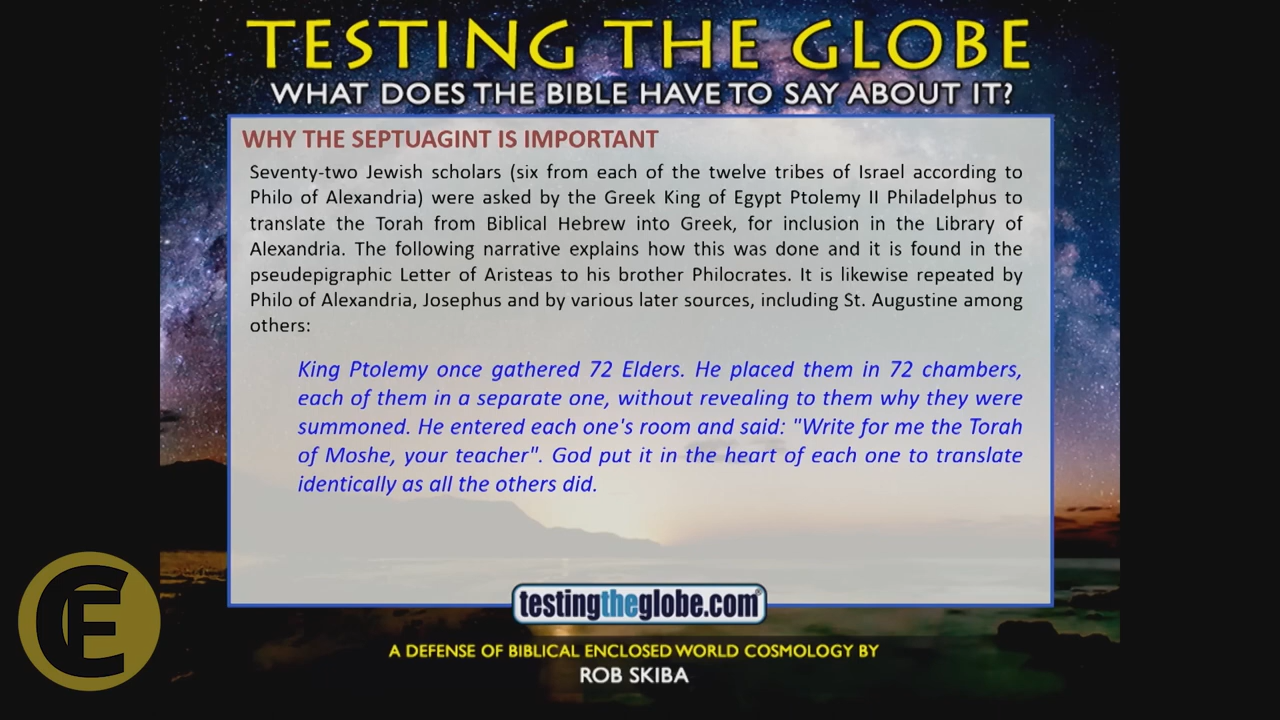 TESTING THE GLOBE
WHAT DOES THE BIBLE HAVE TO SAY ABOUT IT?
WHY THE SEPTUAGINT IS IMPORTANT
Seventy-two Jewish scholars (six from each of the twelve tribes of Israel according to
Philo of Alexandria) were asked by the Greek King of Egypt Ptolemy II Philadelphus to
translate the Torah from Biblical Hebrew into Greek, for inclusion in the Library of
Alexandria. The following narrative explains how this was done and it is found in the
pseudepigraphic Letter of Aristeas to his brother Philocrates. It is likewise repeated by
Philo of Alexandria, Josephus and by various later sources, including St. Augustine among
others:
King Ptolemy once gathered 72 Elders. He placed them in 72 chambers,
each of them in a separate one, without revealing to them why they were
summoned. He entered each one's room and said: "Write for me the Torah
of Moshe, your teacher". God put it in the heart of each one to translate
identically as all the others did.
testingtheglobe.com
A DEFENSE OF BIBLICAL ENCLOSED WORLD COSMOLOGY BY
ROB SKIBA